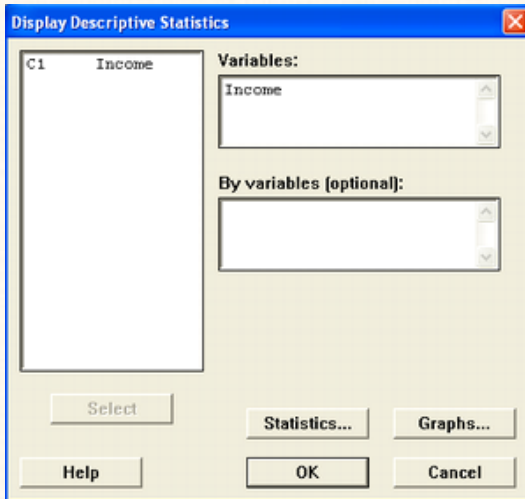 Display Descriptive Statistics
C1 Income
Variables:
Income
By variables (optional):
Select
Statistics...
Graphs...
Help
OK
Cancel